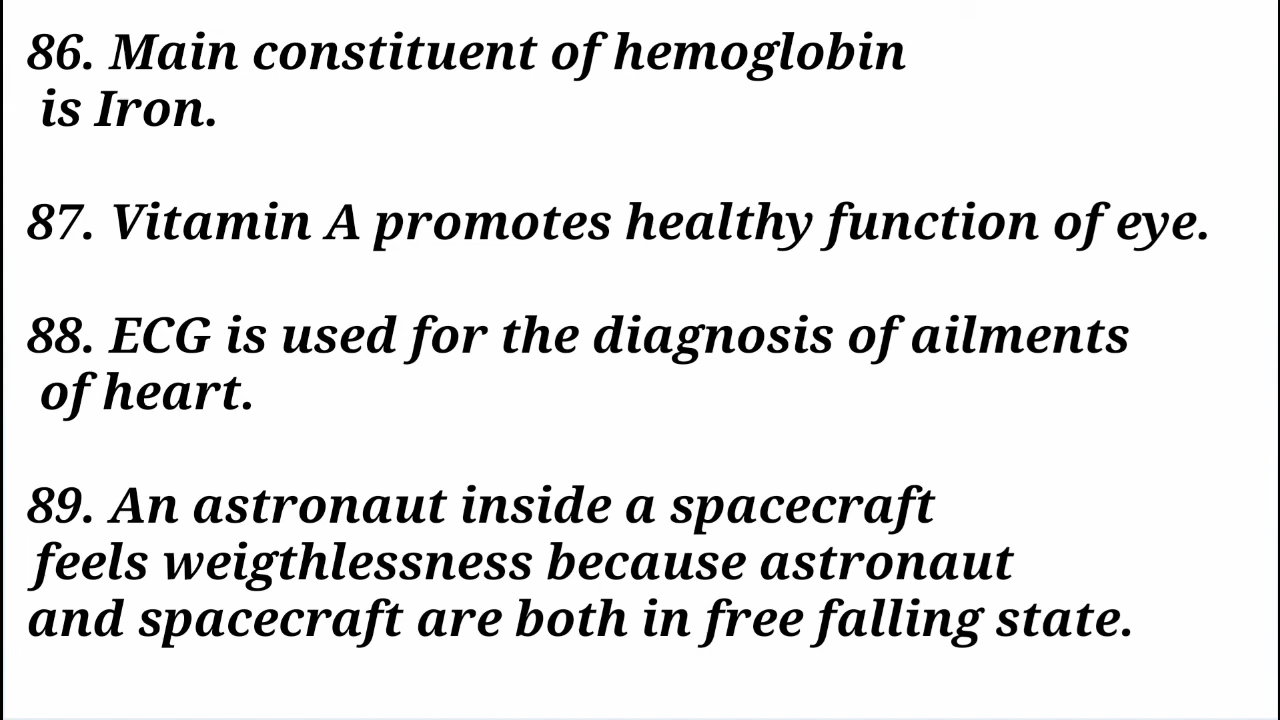 86. Main constituent of hemoglobin
is Iron.
87. Vitamin A promotes healthy function of eye.
88. ECG is used for the diagnosis of ailments
of heart.
89. An astronaut inside a spacecraft
feels weigthlessness because astronaut
and spacecraft are both in free falling state.